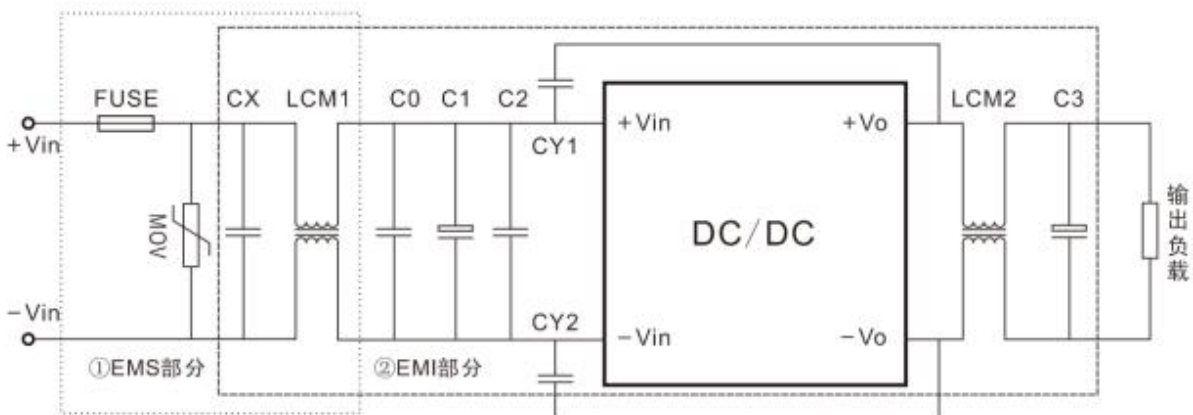 FUSE
CX
LCM1
C0
C1
C2
LCM2
C3
+Vin
CY1
+Vin
+Vo
MOV
DC/DC
输出负载
-Vin
CY2
-Vin
-Vo
①EMS部分
②EMI部分